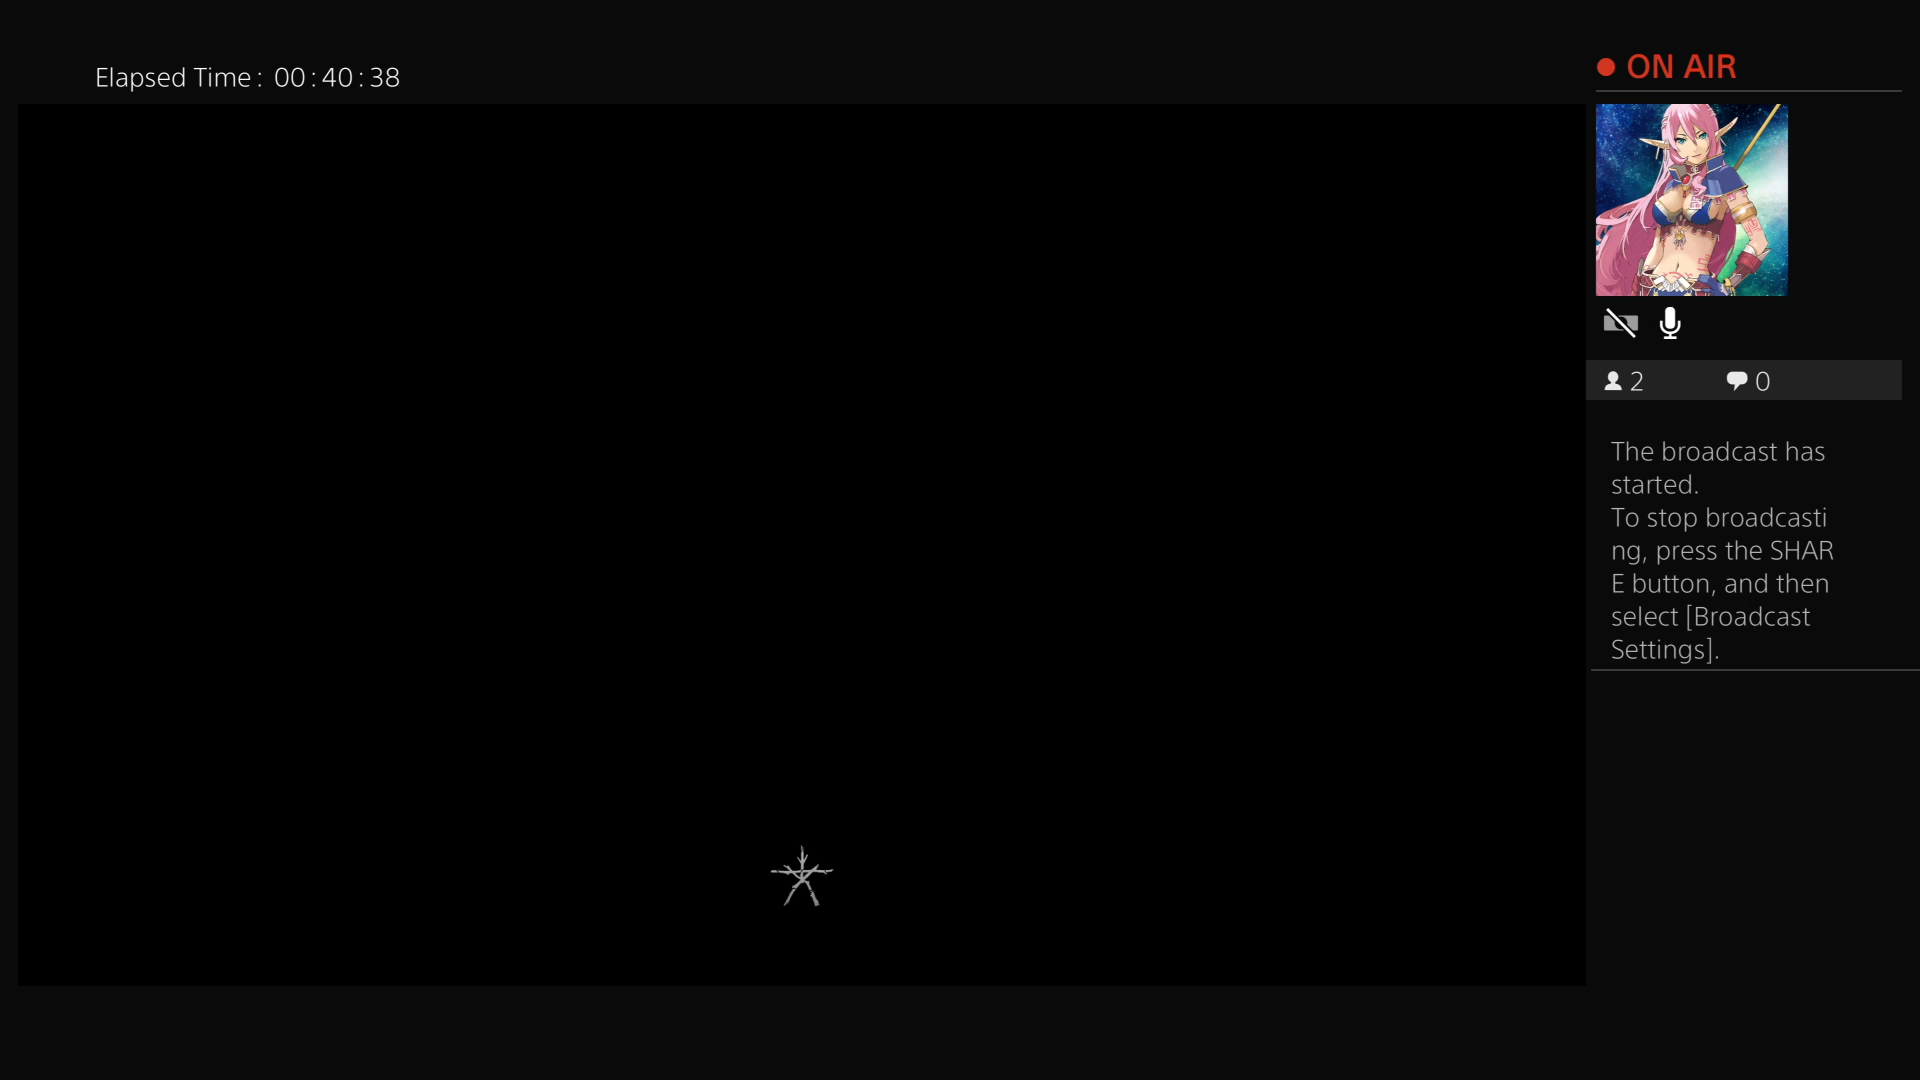 Elapsed Time : 00 : 40 : 38
ON AIR
2
0
The broadcast has
started.
To stop broadcasti
ng, press the SHAR
E button, and then
select [Broadcast
Settings].